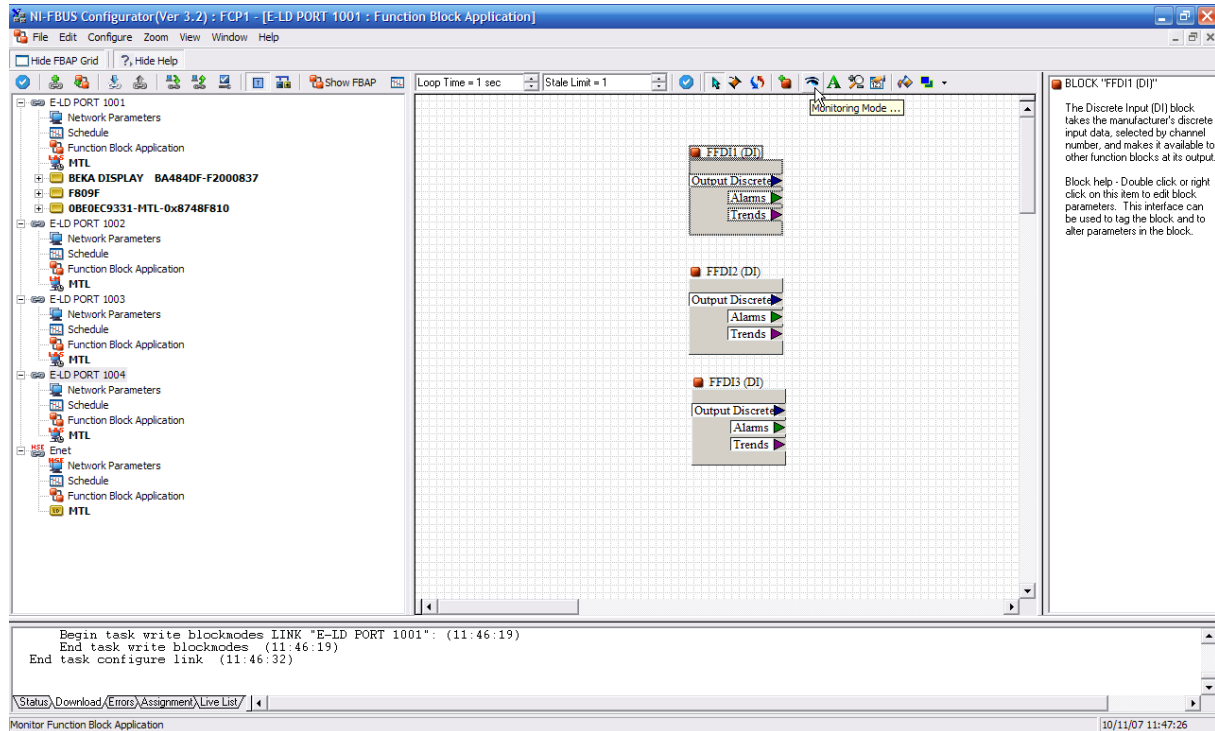 NI-FBUS Configurator(Ver 3.2) : FCP1 - [E-LD PORT 1001 : Function Block Application]
File Edit Configure Zoom View Window Help
Hide FBAP Grid ?, Hide Help
Show FBAP Loop Time = 1 sec Stale Limit = 1
Monitoring Mode ...
E-LD PORT 1001
Network Parameters
Schedule
Function Block Application
MTL
BEKA DISPLAY BA484DF-F2000837
F809F
0BE0EC9331-MTL-0x8748F810
E-LD PORT 1002
Network Parameters
Schedule
Function Block Application
MTL
E-LD PORT 1003
Network Parameters
Schedule
Function Block Application
MTL
E-LD PORT 1004
Network Parameters
Schedule
Function Block Application
MTL
HSE
Enet
Network Parameters
Schedule
Function Block Application
MTL
FFDI1 (DI)
Output Discrete
Alarms
Trends
FFDI2 (DI)
Output Discrete
Alarms
Trends
FFDI3 (DI)
Output Discrete
Alarms
Trends
BLOCK "FFDI1 (DI)"
The Discrete Input (DI) block
takes the manufacturer's discrete
input data, selected by channel
number, and makes it available to
other function blocks at its output.
Block help - Double click or right
click on this item to edit block
parameters. This interface can
be used to tag the block and to
alter parameters in the block.
Begin task write blockmodes LINK "E-LD PORT 1001": (11:46:19)
End task write blockmodes (11:46:19)
End task configure link (11:46:32)
Status Download Errors Assignment Live List
Monitor Function Block Application 10/11/07 11:47:26